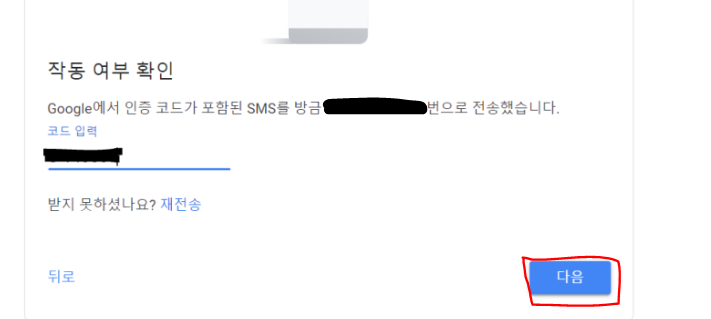 작동 여부 확인
Google에서 인증 코드가 포함된 SMS를 방금 번으로 전송했습니다.
코드 입력
받지 못하셨나요? 재전송
뒤로 다음